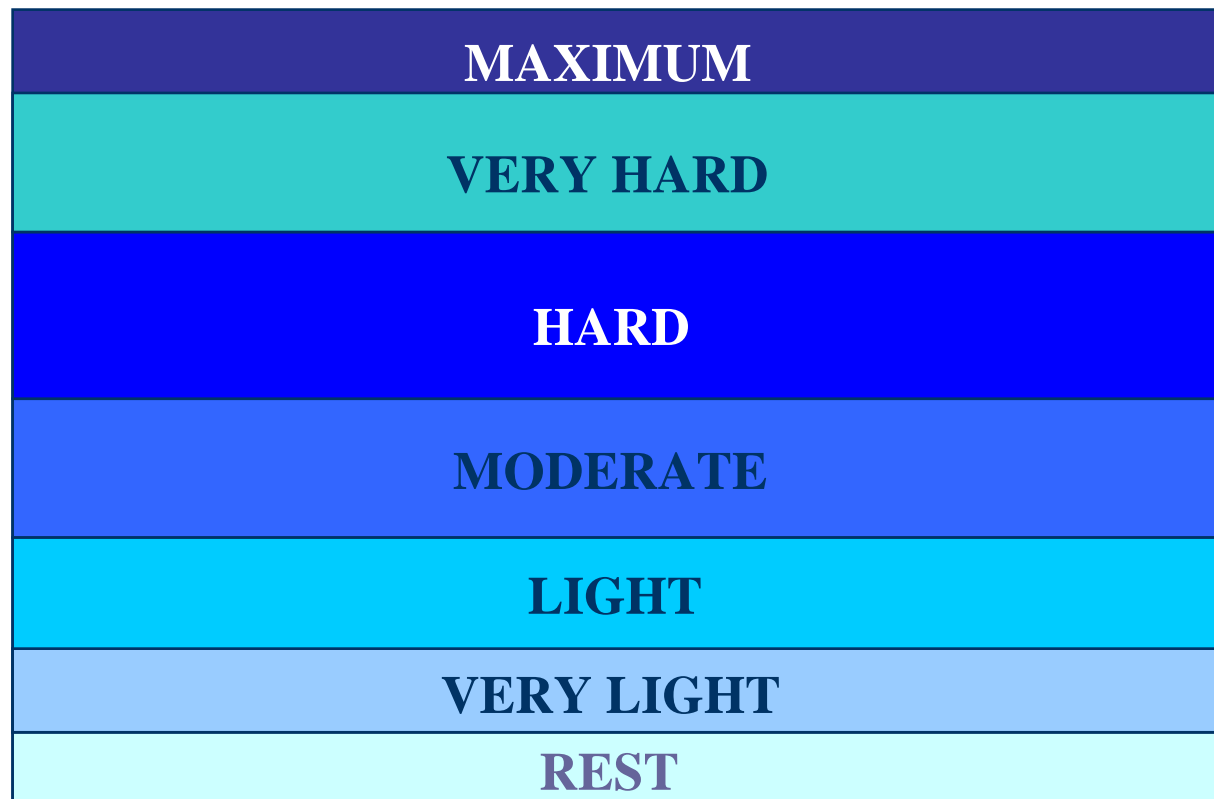 MAXIMUM
VERY HARD
HARD
MODERATE
LIGHT
VERY LIGHT
REST